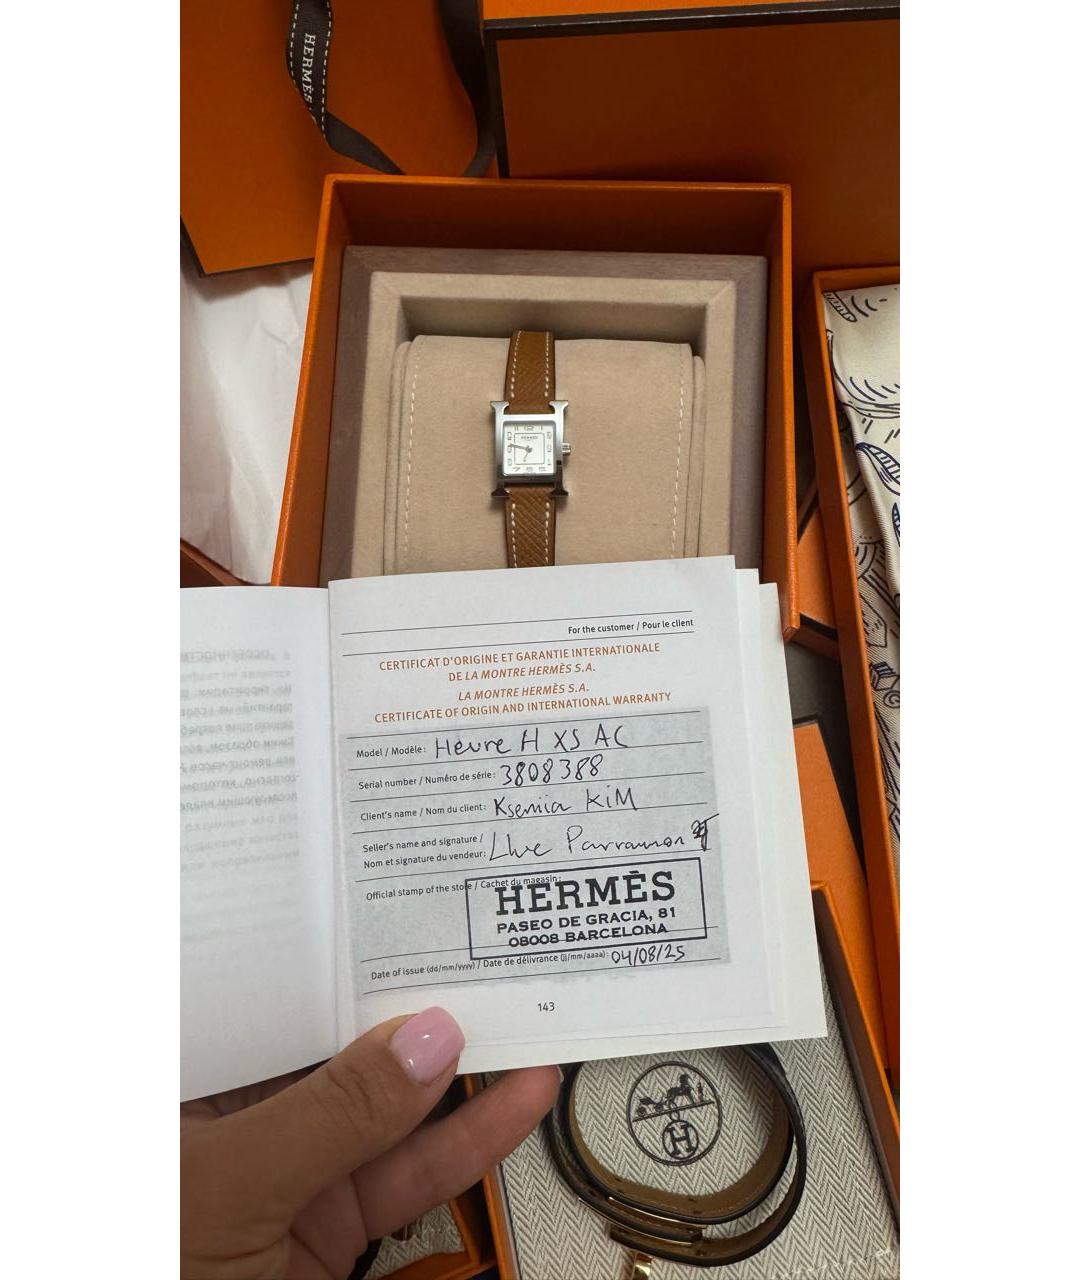 HERMÈS
HERMES
For the customer / Pour le client
CERTIFICAT D'ORIGINE ET GARANTIE INTERNATIONALE
DE LA MONTRE HERMÈS S.A.
LA MONTRE HERMÈS S.A.
CERTIFICATE OF ORIGIN AND INTERNATIONAL WARRANTY
Model / Modèle: Heure H XS AC
Serial number / Numéro de série: 3808388
Client's name / Nom du client: Ksenia KiM
Seller's name and signature /
Nom et signature du vendeur: Parramon
Official stamp of the store / Cachet du magasin:
HERMÈS
PASEO DE GRACIA, 81
08008 BARCELONA
Date of issue (dd/mm/yyyy) / Date de délivrance (jj/mm/aaaa): 04/08/25
143
H